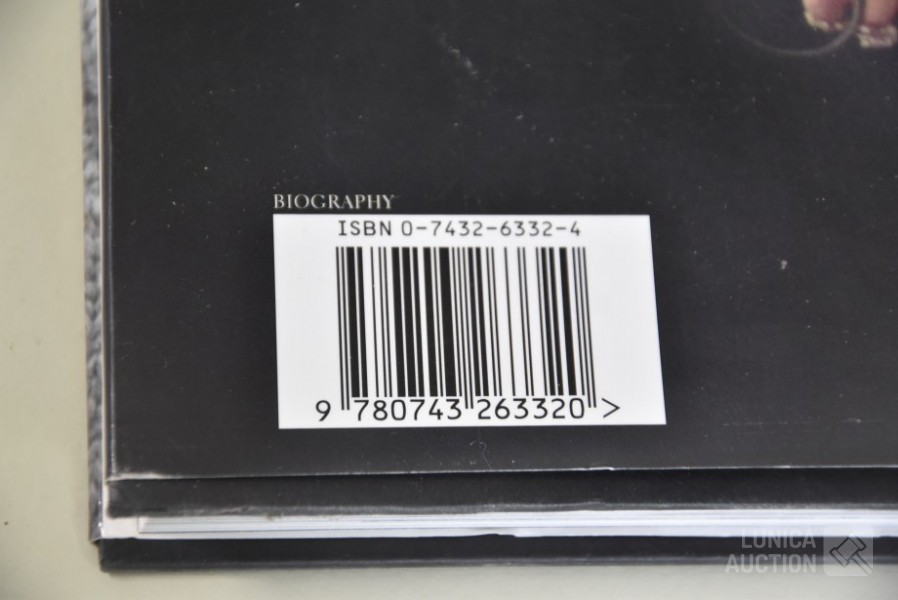 BIOGRAPHY
ISBN 0-7432-6332-4
9 780743 263320 >
LUNICA
AUCTION